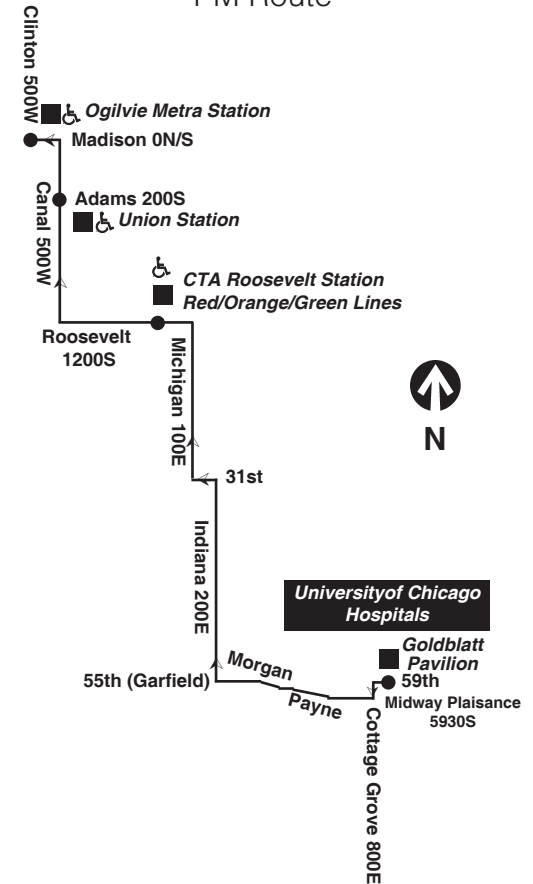 PM Route
Clinton 500W
Ogilvie Metra Station
Madison 0N/S
Canal 500W
Adams 200S
Union Station
CTA Roosevelt Station
Red/Orange/Green Lines
Roosevelt
1200S
Michigan 100E
N
31st
Indiana 200E
Universityof Chicago
Hospitals
Goldblatt
Pavilion
55th (Garfield)
Morgan
Payne
59th
Midway Plaisance
5930S
Cottage Grove 800E